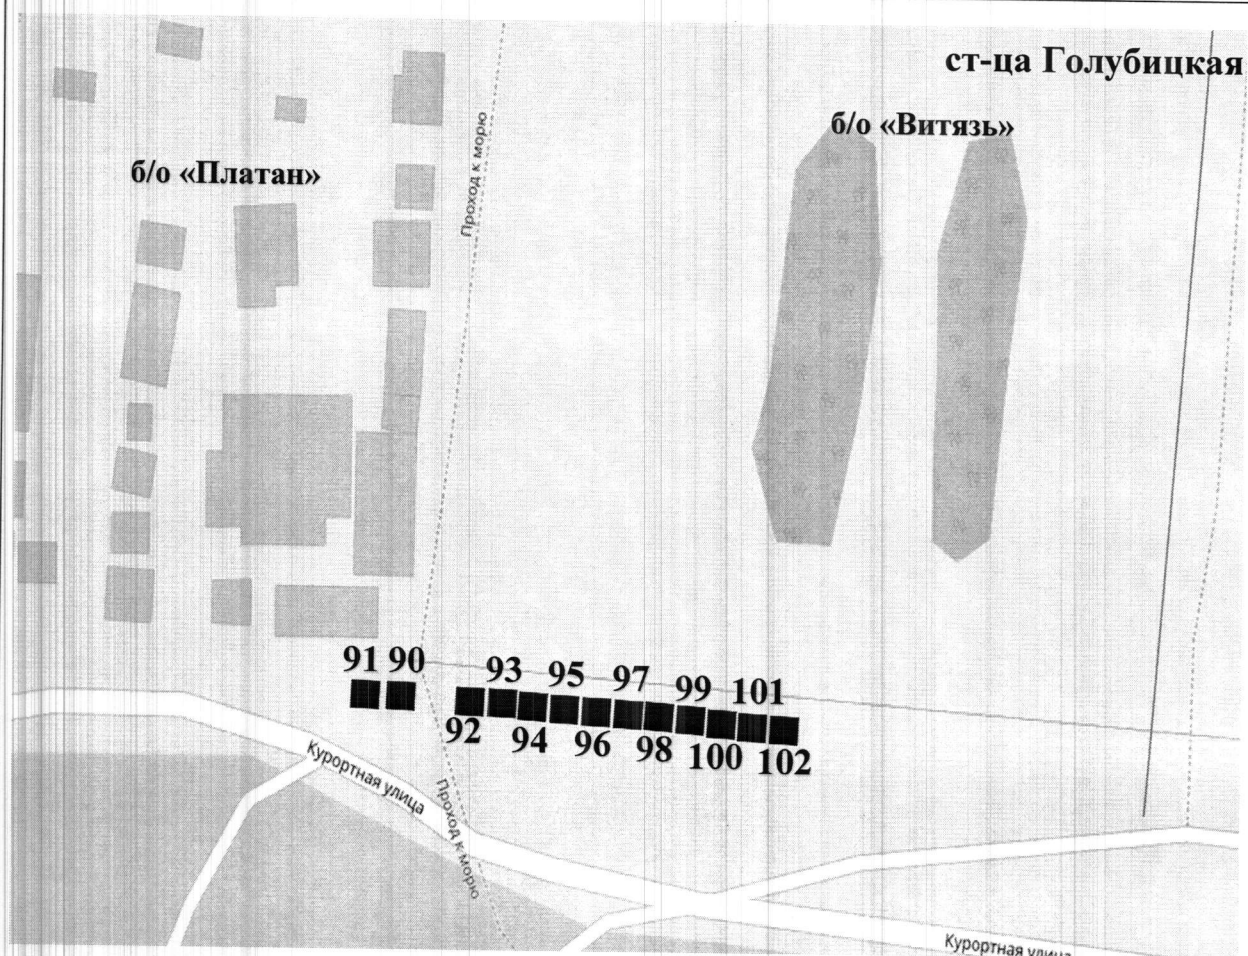 ст-ца Голубицкая
б/о «Витязь»
Проход к морю
б/о «Платан»
91 90 93 95 97 99 101
92 94 96 98 100 102
Курортная улица
Проход к морю
Курортная улица